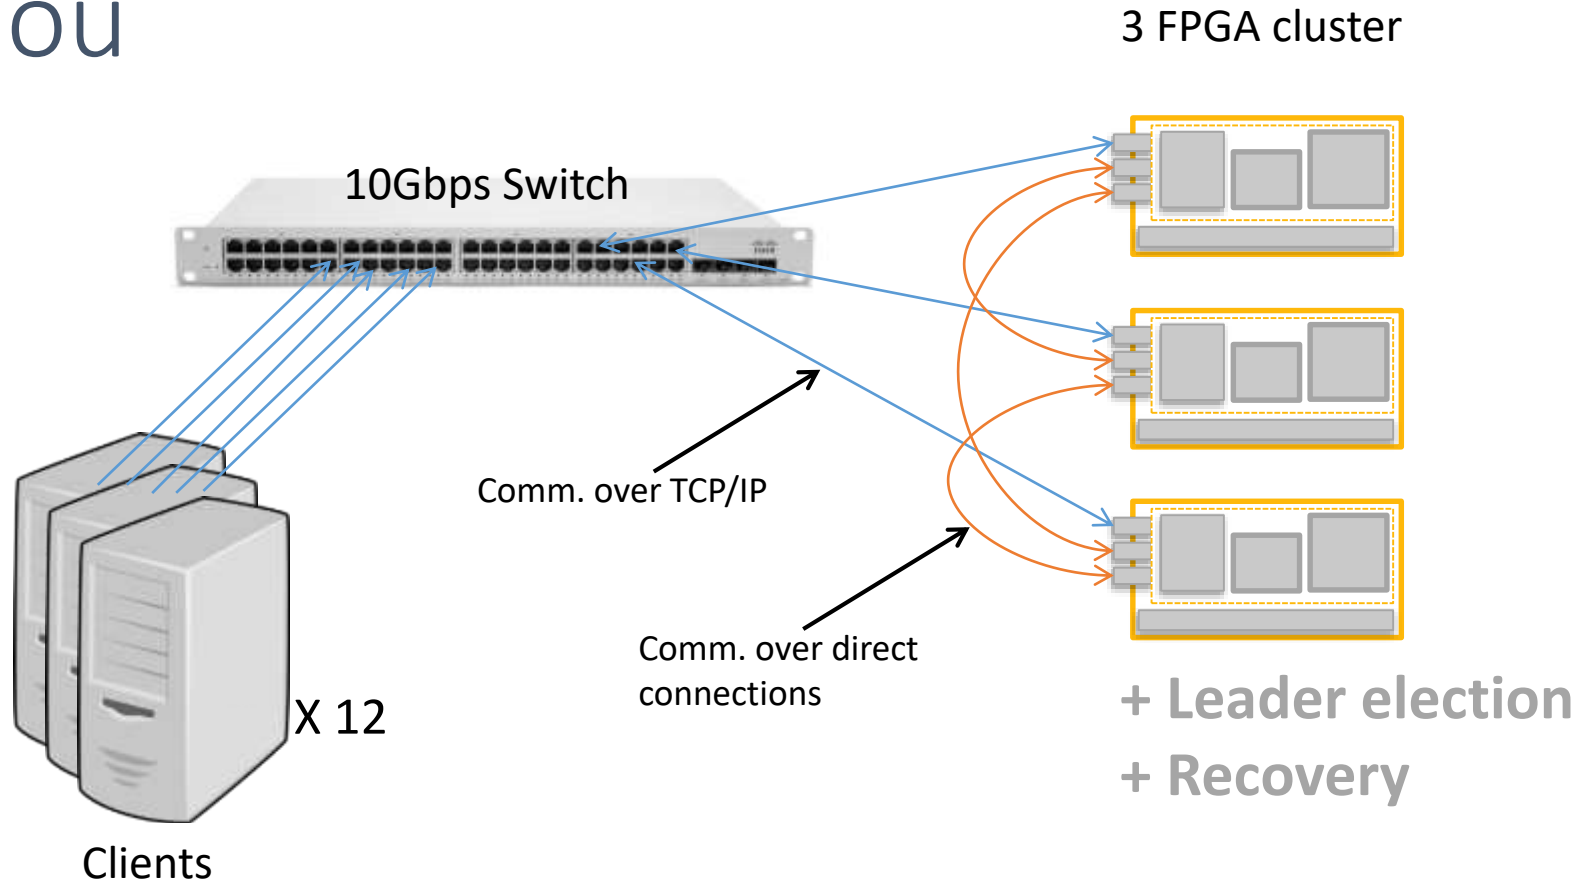 ou
3 FPGA cluster
10Gbps Switch
Comm. over TCP/IP
Comm. over direct
connections
X 12
Clients
+ Leader election
+ Recovery